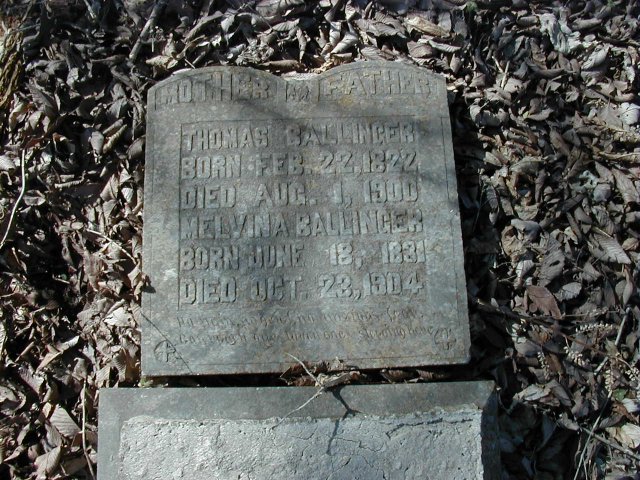 MOTHER & FATHER
THOMAS BALLINGER
BORN FEB. 22, 1822
DIED AUG. 1, 1900
MELVINA BALLINGER
BORN JUNE 18, 1831
DIED OCT. 23, 1904